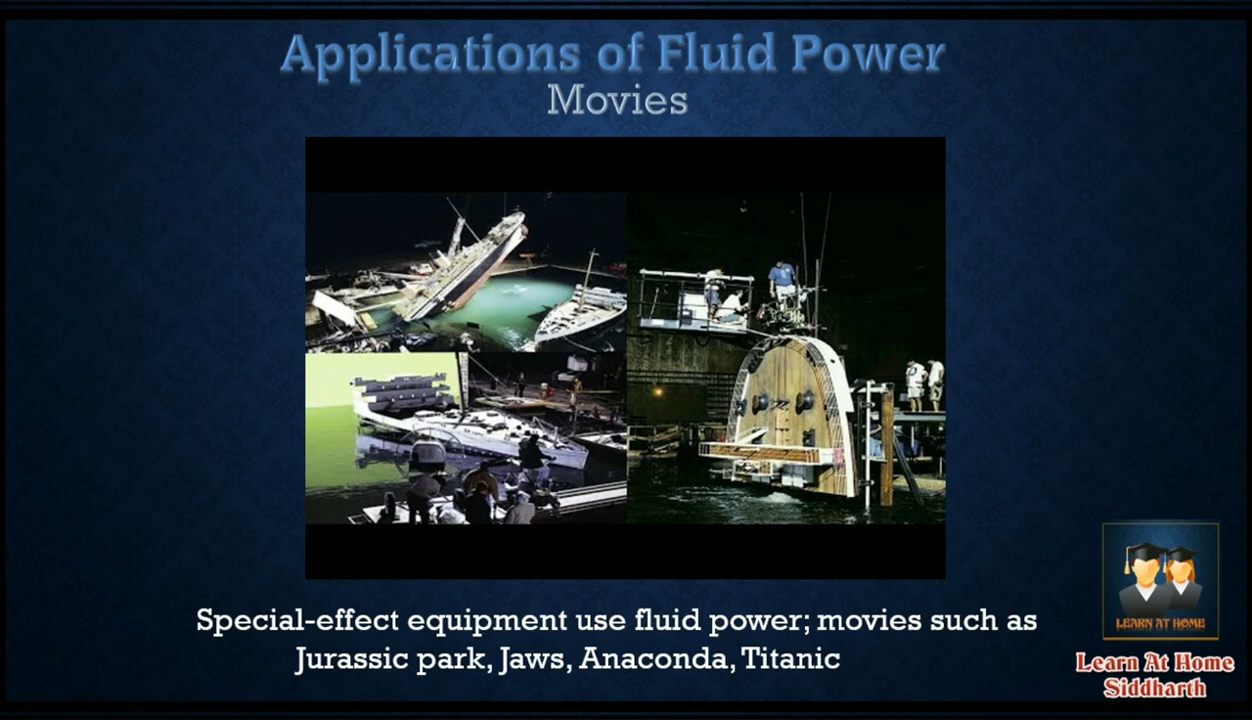 Applications of Fluid Power
Movies
Special-effect equipment use fluid power; movies such as
Jurassic park, Jaws, Anaconda, Titanic
LEARN AT HOME
Learn At Home
Siddharth